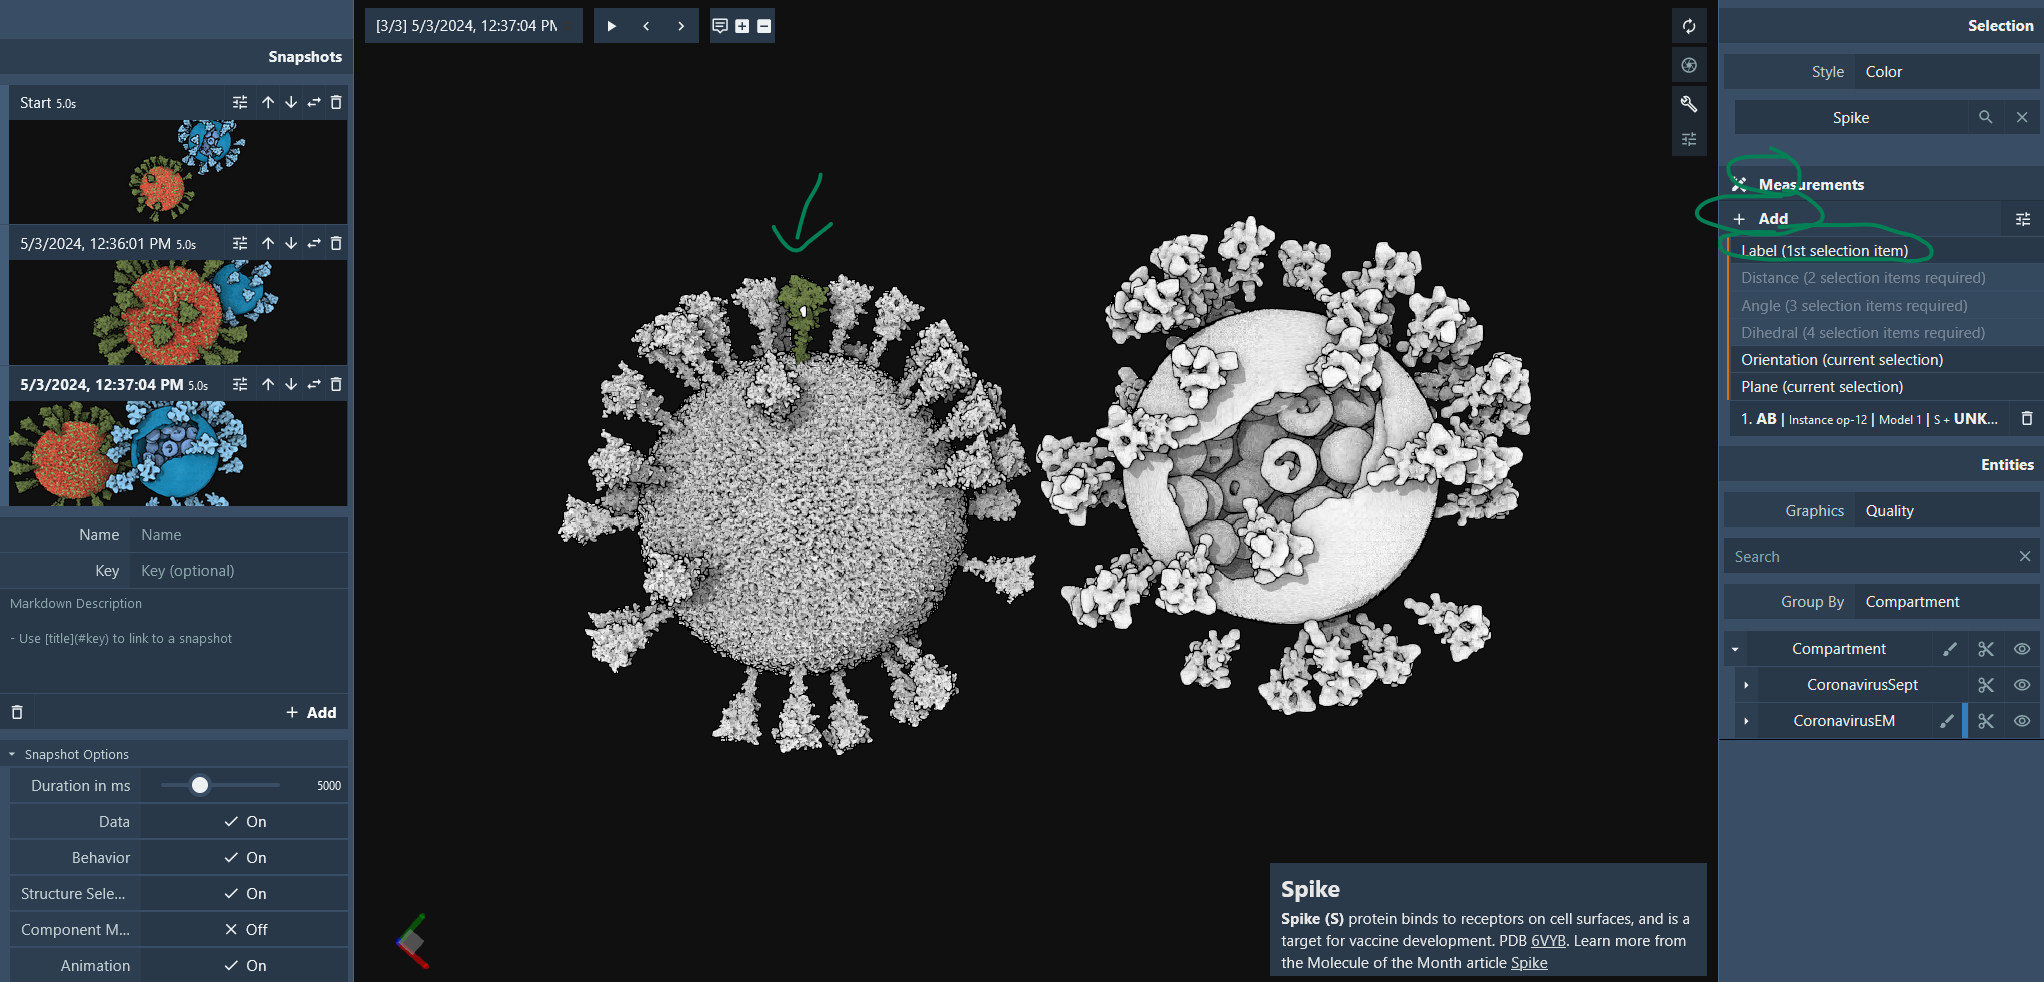 Snapshots
Start 5.0s
5/3/2024, 12:36:01 PM 5.0s
5/3/2024, 12:37:04 PM 5.0s
Name Name
Key Key (optional)
Markdown Description
- Use [title](#key) to link to a snapshot
+ Add
Snapshot Options
Duration in ms 5000
Data On
Behavior On
Structure Sele... On
Component M... Off
Animation On
[3/3] 5/3/2024, 12:37:04 PM
Spike
Spike (S) protein binds to receptors on cell surfaces, and is a
target for vaccine development. PDB 6VYB. Learn more from
the Molecule of the Month article Spike
Selection
Style Color
Spike
Measurements
+ Add
Label (1st selection item)
Distance (2 selection items required)
Angle (3 selection items required)
Dihedral (4 selection items required)
Orientation (current selection)
Plane (current selection)
1. AB | Instance op-12 | Model 1 | S + UNK...
Entities
Graphics Quality
Search
Group By Compartment
Compartment
CoronavirusSept
CoronavirusEM